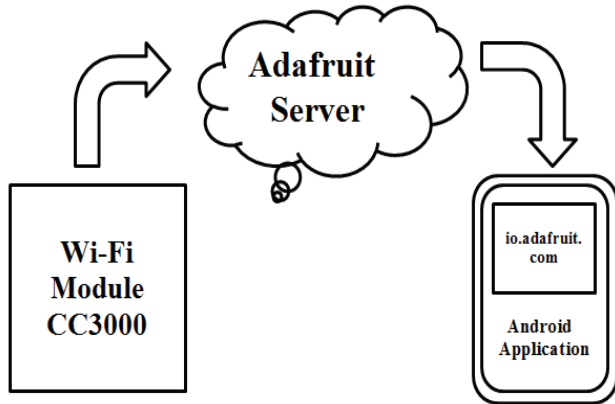 Adafruit
Server
Wi-Fi
Module
CC3000
io.adafruit.
com
Android
Application